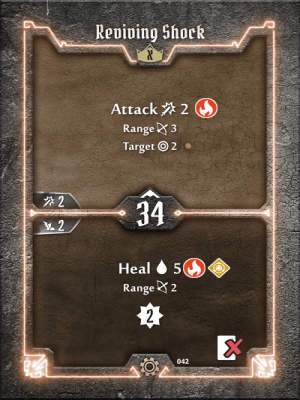 Reviving Shock
X
Attack 2
Range 3
Target 2
2
34
2
Heal 5
Range 2
2
042